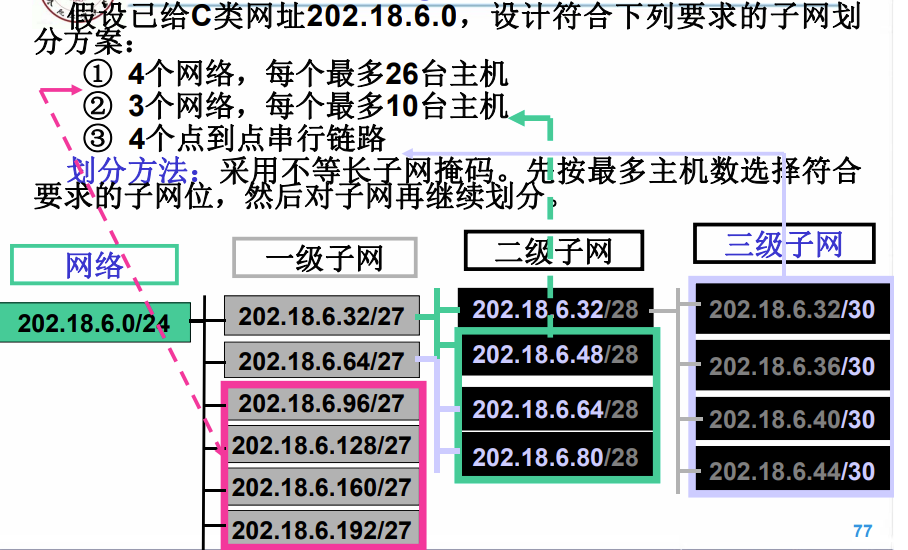 假设已给C类网址202.18.6.0，设计符合下列要求的子网划
分方案：
① 4个网络，每个最多26台主机
② 3个网络，每个最多10台主机
③ 4个点到点串行链路
划分方法：采用不等长子网掩码。先按最多主机数选择符合
要求的子网位，然后对子网再继续划分。
网络
一级子网
二级子网
三级子网
202.18.6.0/24
202.18.6.32/27
202.18.6.64/27
202.18.6.96/27
202.18.6.128/27
202.18.6.160/27
202.18.6.192/27
202.18.6.32/28
202.18.6.48/28
202.18.6.64/28
202.18.6.80/28
202.18.6.32/30
202.18.6.36/30
202.18.6.40/30
202.18.6.44/30
77